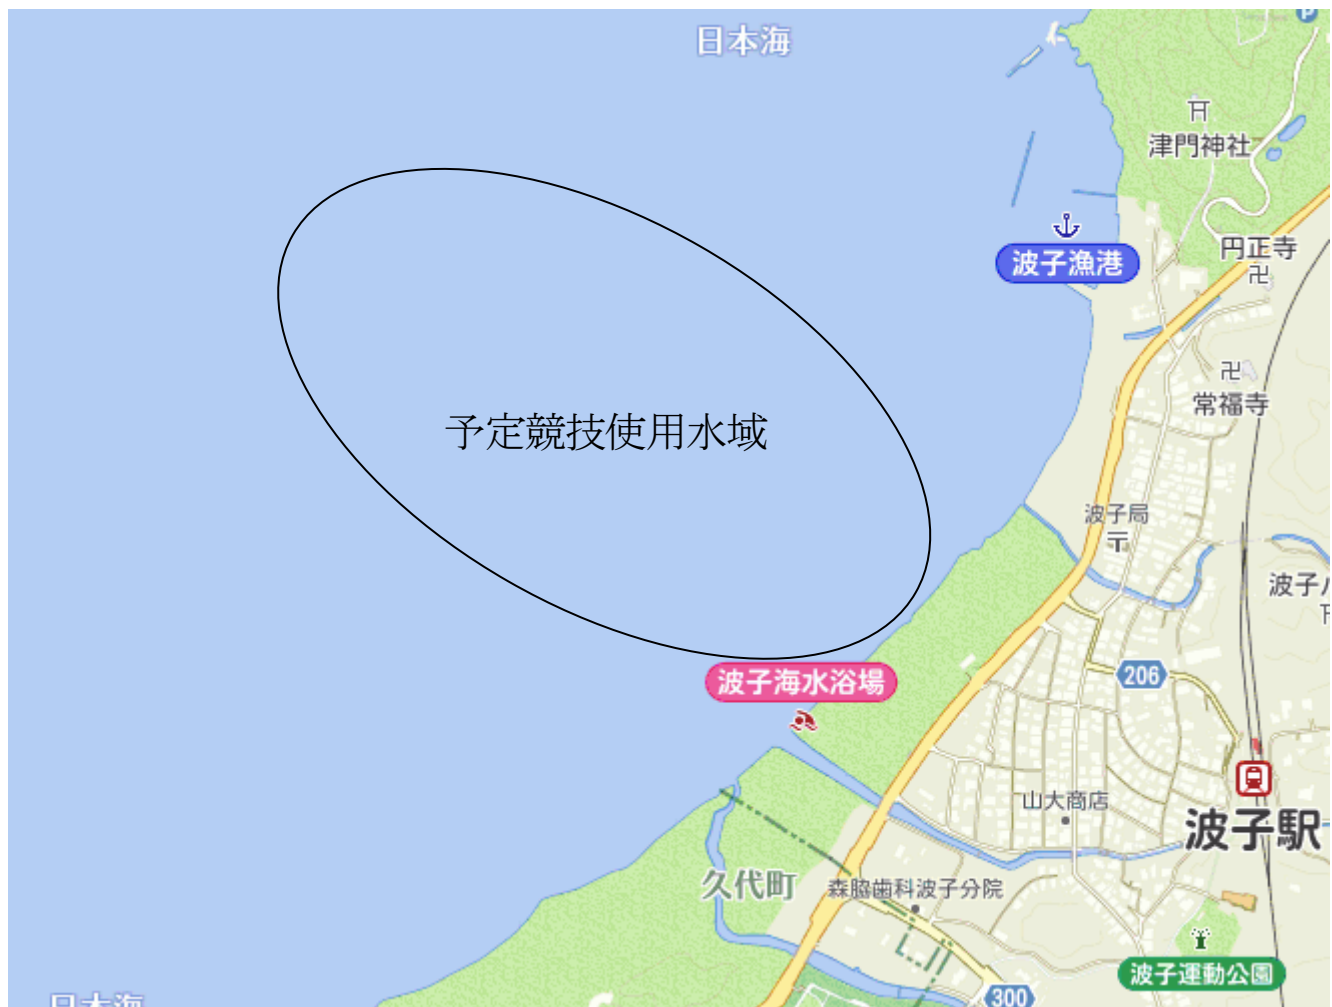 日本海
P
津門神社
円正寺
波子漁港
常福寺
予定競技使用水域
波子局
波子
206
波子海水浴場
山大商店
波子駅
久代町
森脇歯科波子分院
波子運動公園
300
日本海